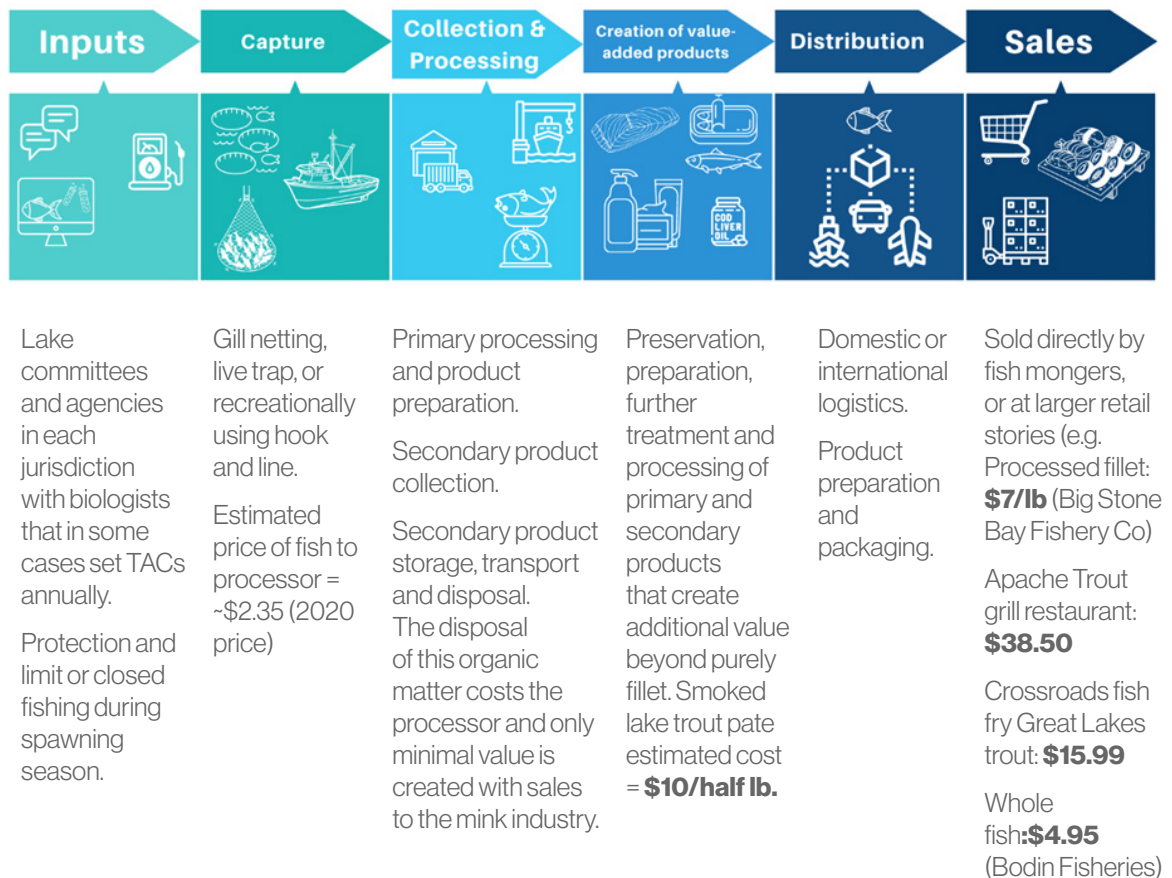 Inputs
Capture
Collection &
Processing
Creation of value-
added products
Distribution
Sales
COD
LIVER
OIL
Lake
committees
and agencies
in each
jurisdiction
with biologists
that in some
cases set TACs
annually.
Protection and
limit or closed
fishing during
spawning
season.
Gill netting,
live trap, or
recreationally
using hook
and line.
Estimated
price of fish to
processor =
~$2.35 (2020
price)
Primary processing
and product
preparation.
Secondary product
collection.
Secondary product
storage, transport
and disposal.
The disposal
of this organic
matter costs the
processor and only
minimal value is
created with sales
to the mink industry.
Preservation,
preparation,
further
treatment and
processing of
primary and
secondary
products
that create
additional value
beyond purely
fillet. Smoked
lake trout pate
estimated cost
= $10/half lb.
Domestic or
international
logistics.
Product
preparation
and
packaging.
Sold directly by
fish mongers,
or at larger retail
stories (e.g.
Processed fillet:
$7/lb (Big Stone
Bay Fishery Co)
Apache Trout
grill restaurant:
$38.50
Crossroads fish
fry Great Lakes
trout: $15.99
Whole
fish:$4.95
(Bodin Fisheries)